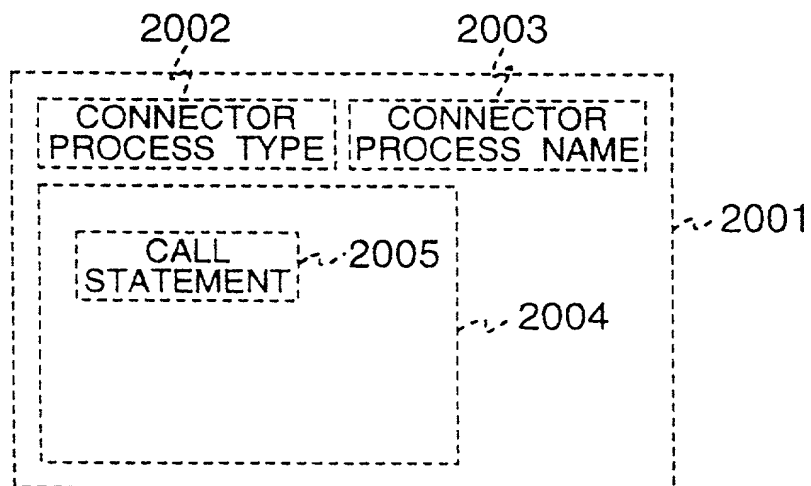 2002
2003
CONNECTOR
PROCESS TYPE
CONNECTOR
PROCESS NAME
2001
CALL
STATEMENT
2005
2004